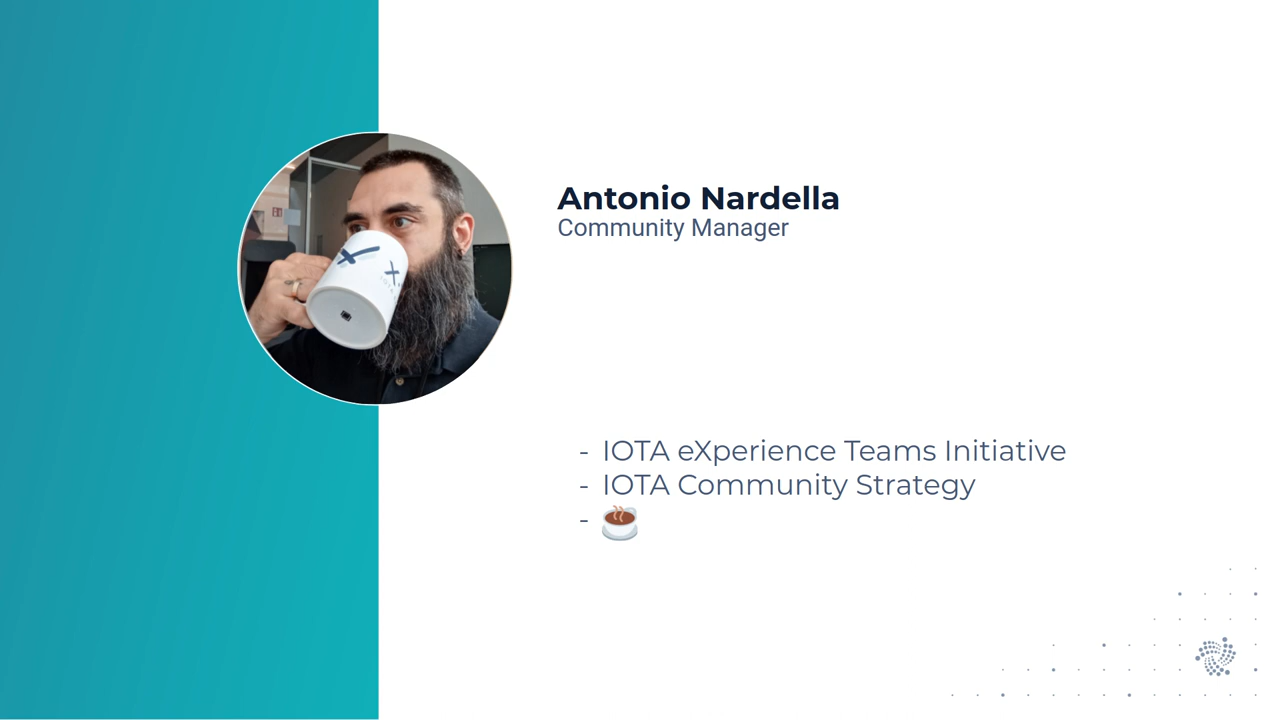 Antonio Nardella
Community Manager
- IOTA eXperience Teams Initiative
- IOTA Community Strategy
- ☕